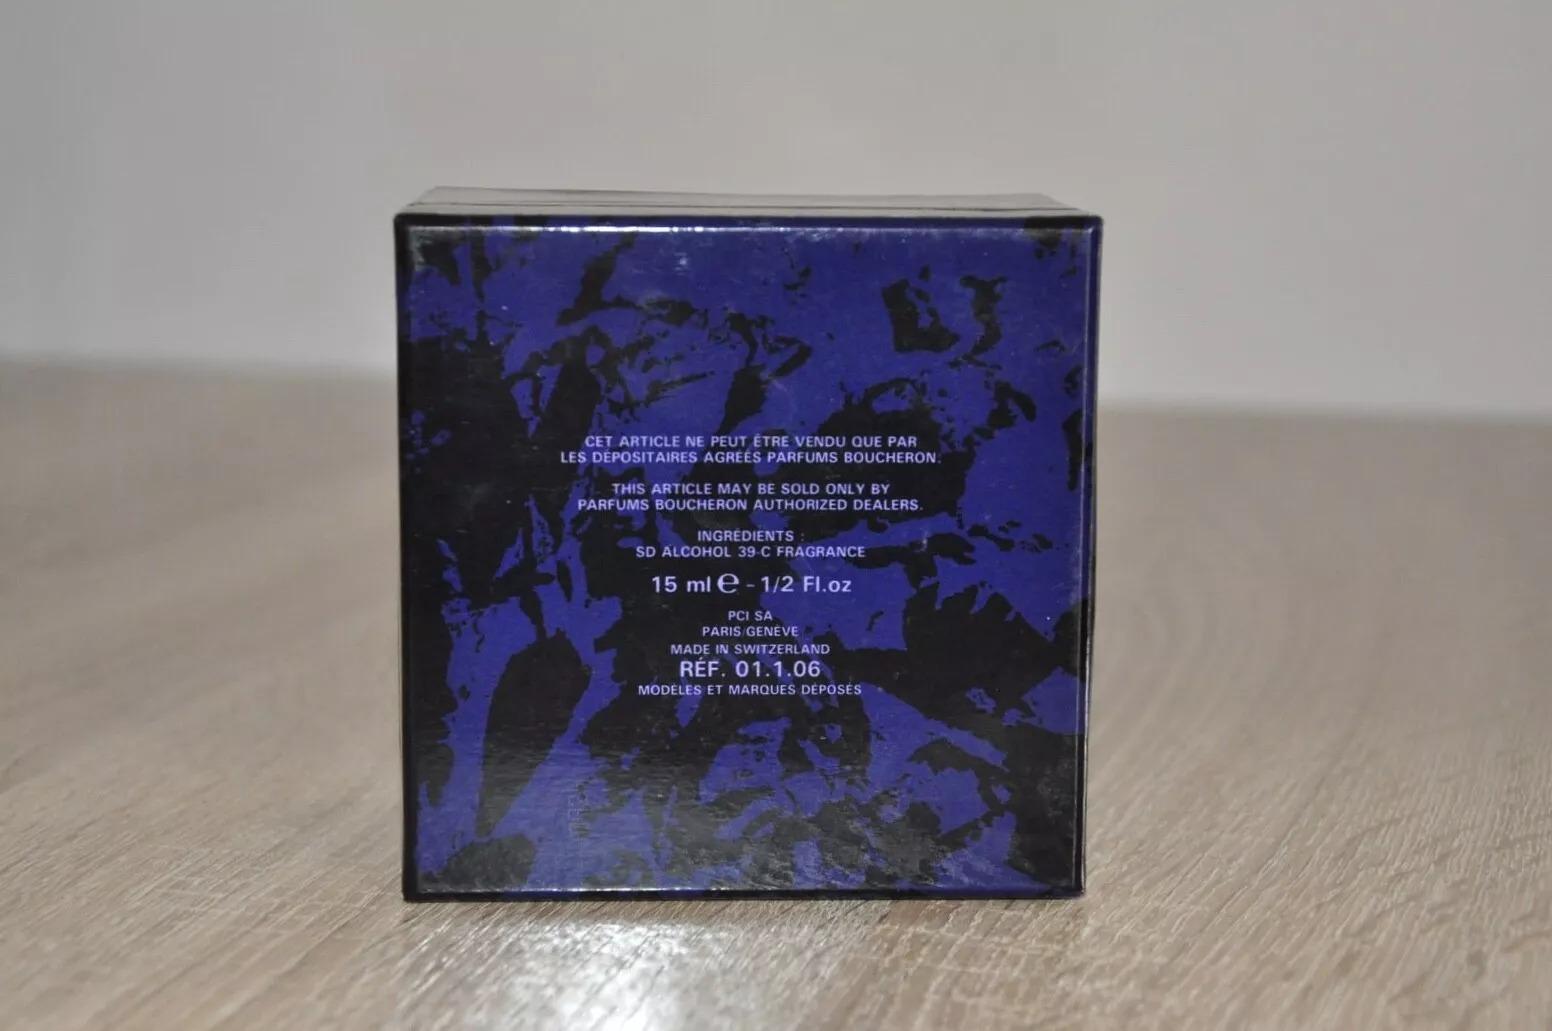 CET ARTICLE NE PEUT ÊTRE VENDU QUE PAR
LES DÉPOSITAIRES AGRÉÉS PARFUMS BOUCHERON.
THIS ARTICLE MAY BE SOLD ONLY BY
PARFUMS BOUCHERON AUTHORIZED DEALERS.
INGRÉDIENTS :
SD ALCOHOL 39-C FRAGRANCE
15 ml ℮ - 1/2 Fl.oz
PCI SA
PARIS/GENÈVE
MADE IN SWITZERLAND
RÉF. 01.1.06
MODÈLES ET MARQUES DÉPOSÉS